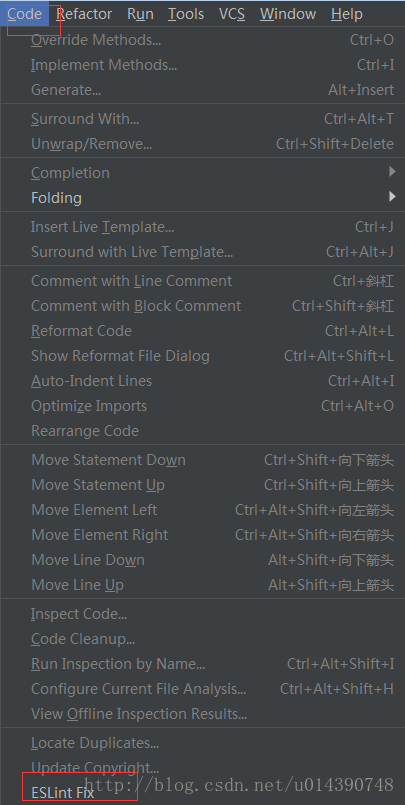 Code Refactor Run Tools VCS Window Help
Override Methods... Ctrl+O
Implement Methods... Ctrl+I
Generate... Alt+Insert
Surround With... Ctrl+Alt+T
Unwrap/Remove... Ctrl+Shift+Delete
Completion
Folding
Insert Live Template... Ctrl+J
Surround with Live Template... Ctrl+Alt+J
Comment with Line Comment Ctrl+斜杠
Comment with Block Comment Ctrl+Shift+斜杠
Reformat Code Ctrl+Alt+L
Show Reformat File Dialog Ctrl+Alt+Shift+L
Auto-Indent Lines Ctrl+Alt+I
Optimize Imports Ctrl+Alt+O
Rearrange Code
Move Statement Down Ctrl+Shift+向下箭头
Move Statement Up Ctrl+Shift+向上箭头
Move Element Left Ctrl+Alt+Shift+向左箭头
Move Element Right Ctrl+Alt+Shift+向右箭头
Move Line Down Alt+Shift+向下箭头
Move Line Up Alt+Shift+向上箭头
Inspect Code...
Code Cleanup...
Run Inspection by Name... Ctrl+Alt+Shift+I
Configure Current File Analysis... Ctrl+Alt+Shift+H
View Offline Inspection Results...
Locate Duplicates...
Update Copyright...
http://blog.csdn.net/u014390748
ESLint Fix